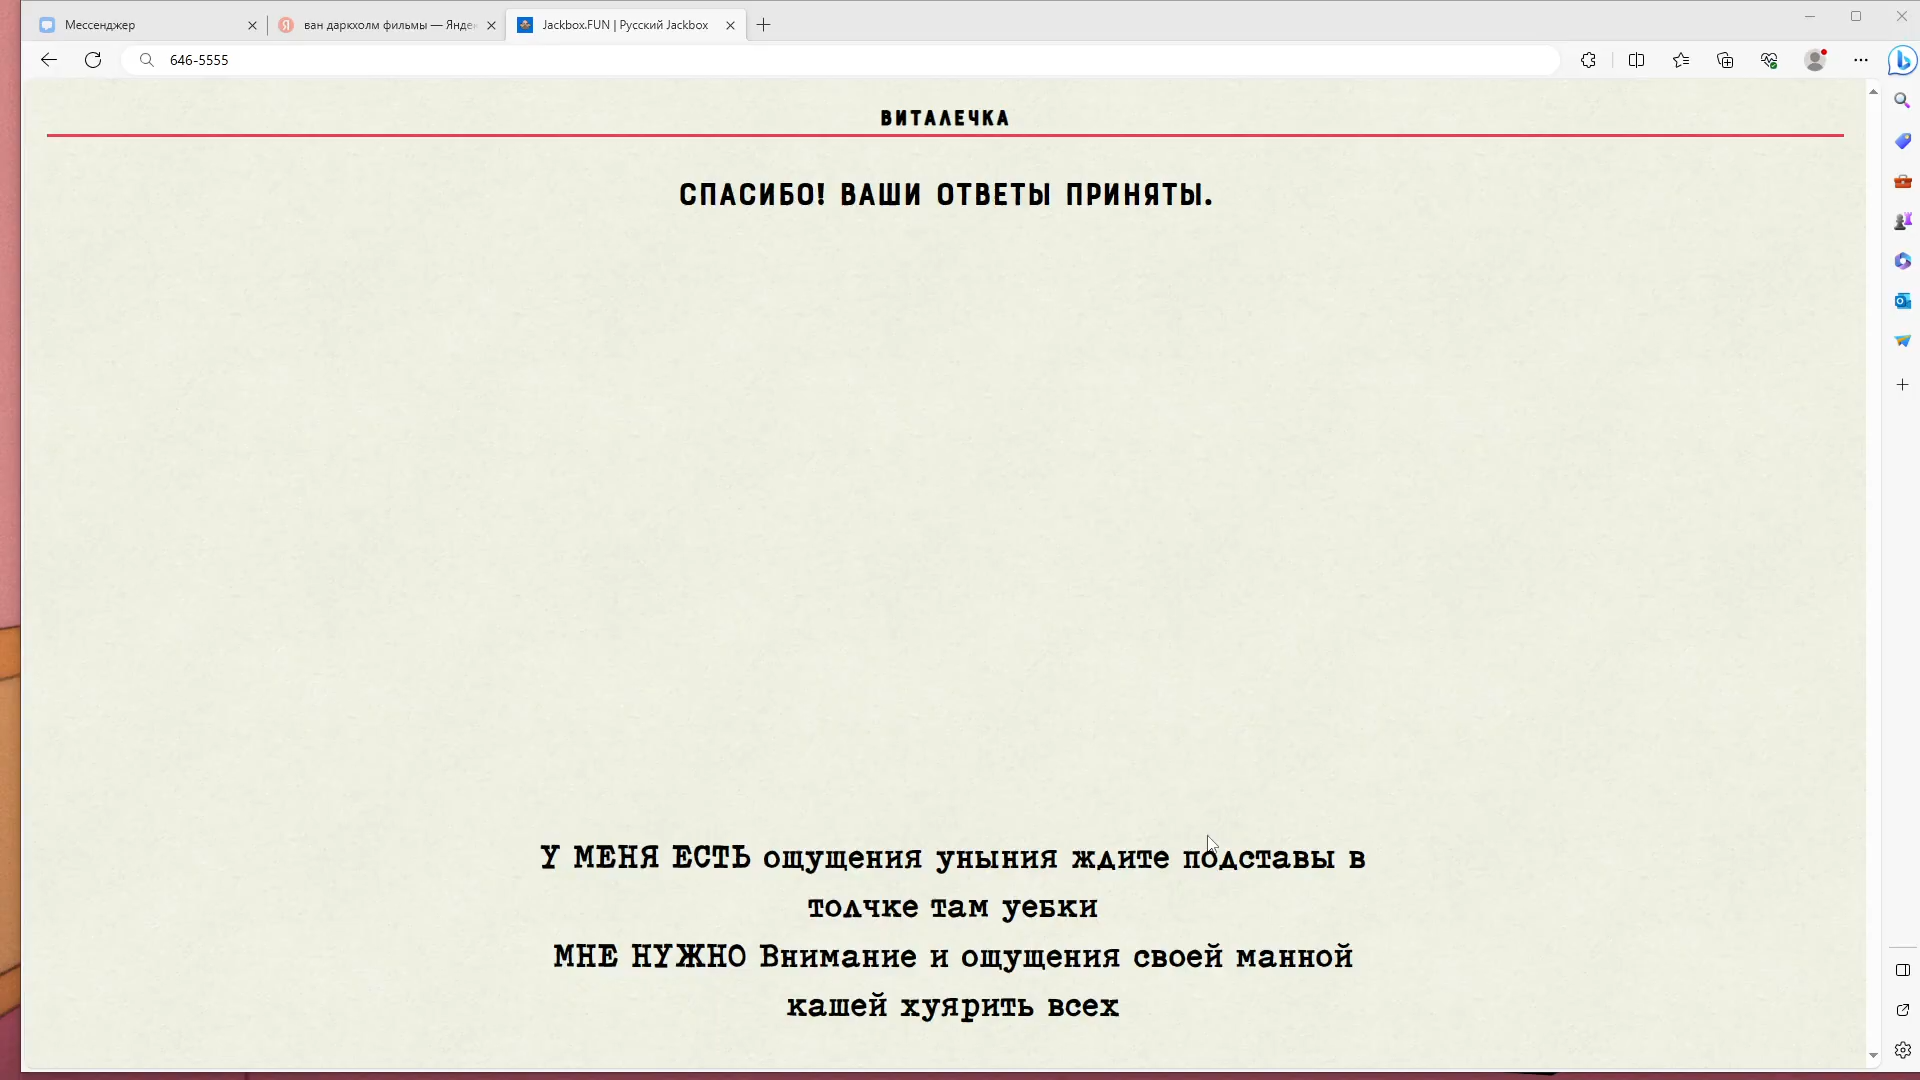 Мессенджер
ван даркхолм фильмы — Яндек
Jackbox.FUN | Русский Jackbox
646-5555
ВИТАЛЕЧКА
СПАСИБО! ВАШИ ОТВЕТЫ ПРИНЯТЫ.
У МЕНЯ ЕСТЬ ощущения уныния ждите подставы в
толчке там уебки
МНЕ НУЖНО Внимание и ощущения своей манной
кашей хуярить всех